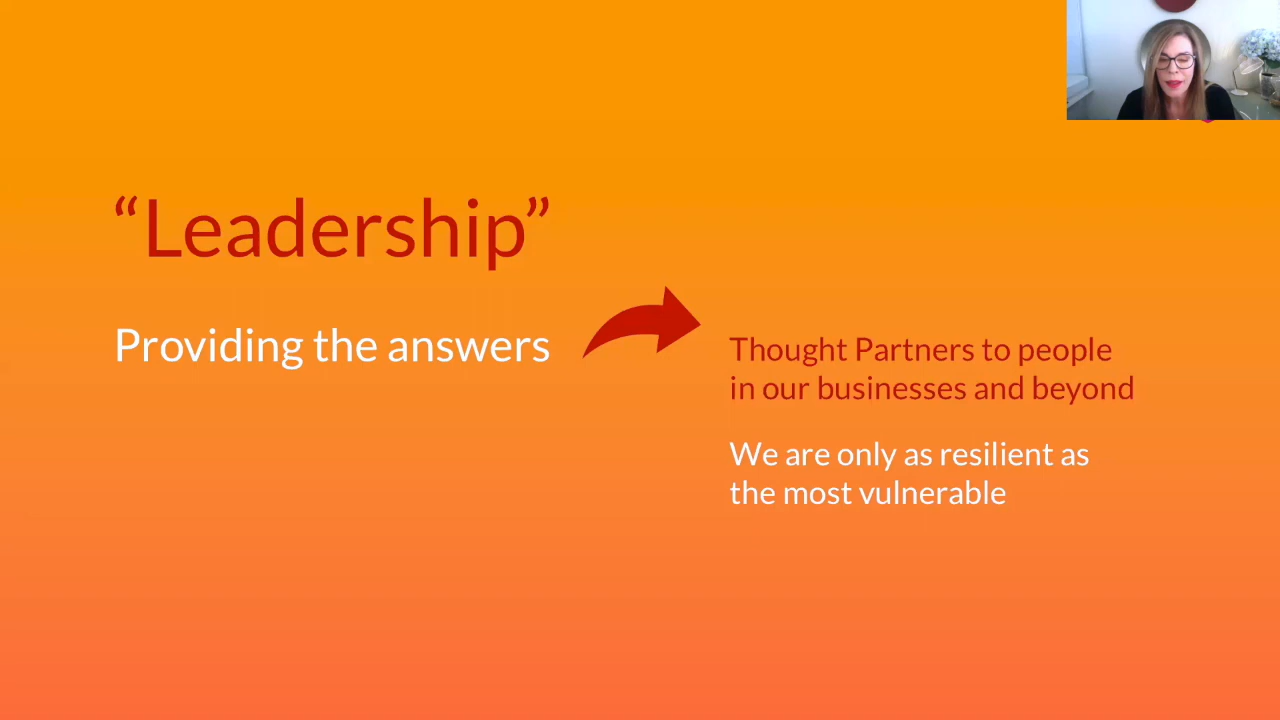 “Leadership”
Providing the answers
Thought Partners to people
in our businesses and beyond
We are only as resilient as
the most vulnerable